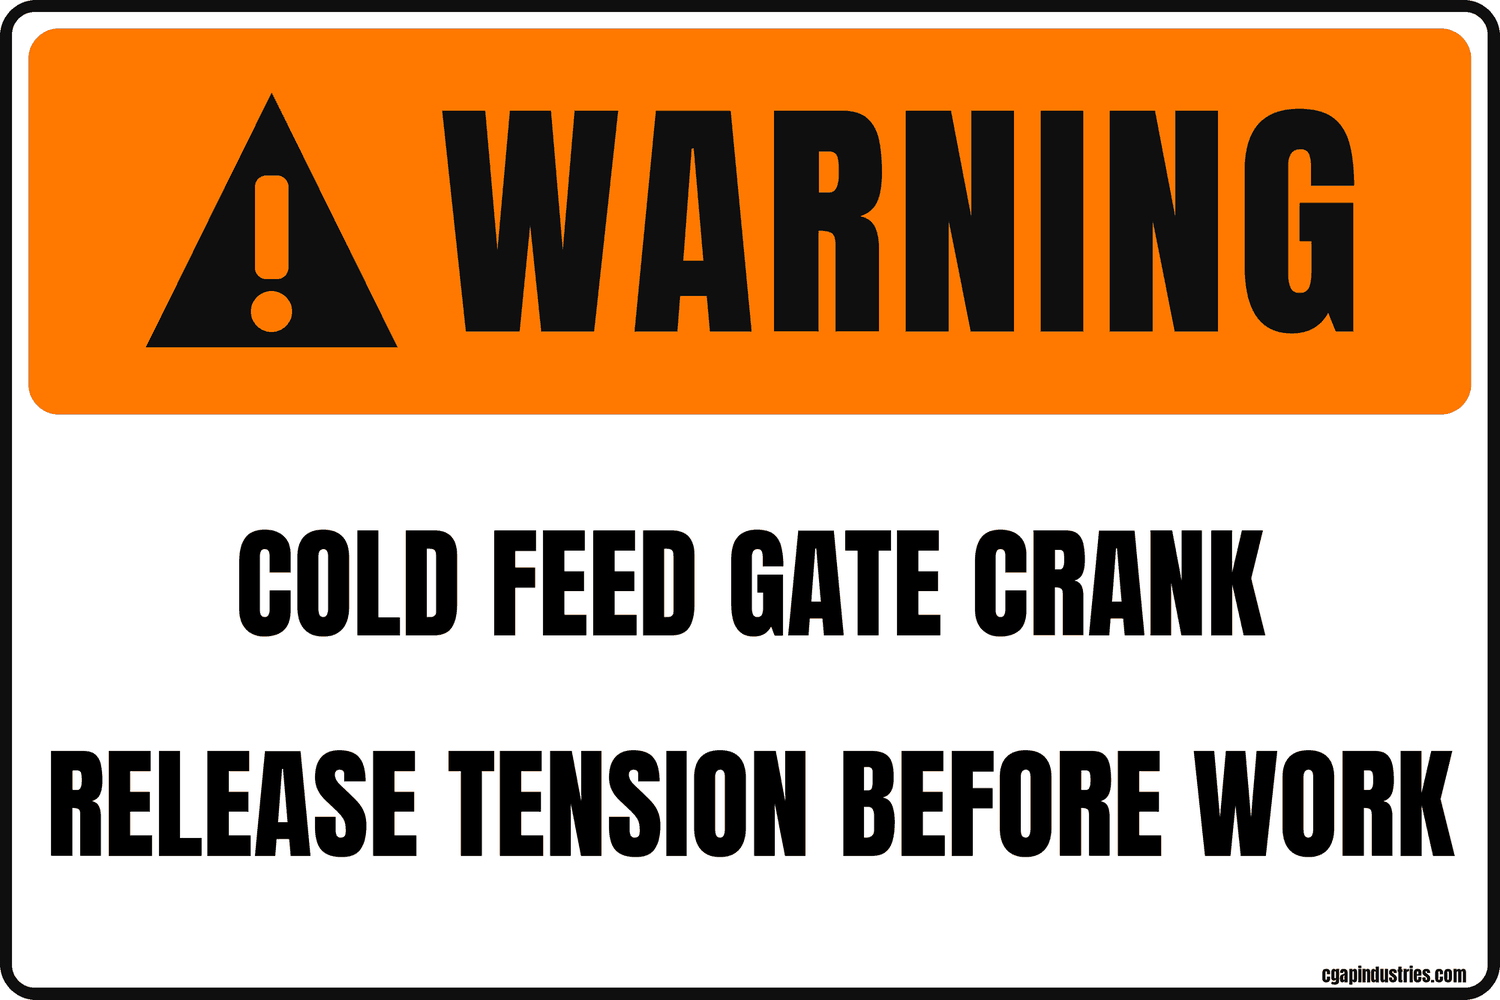 WARNING
COLD FEED GATE CRANK
RELEASE TENSION BEFORE WORK
cgapindustries.com